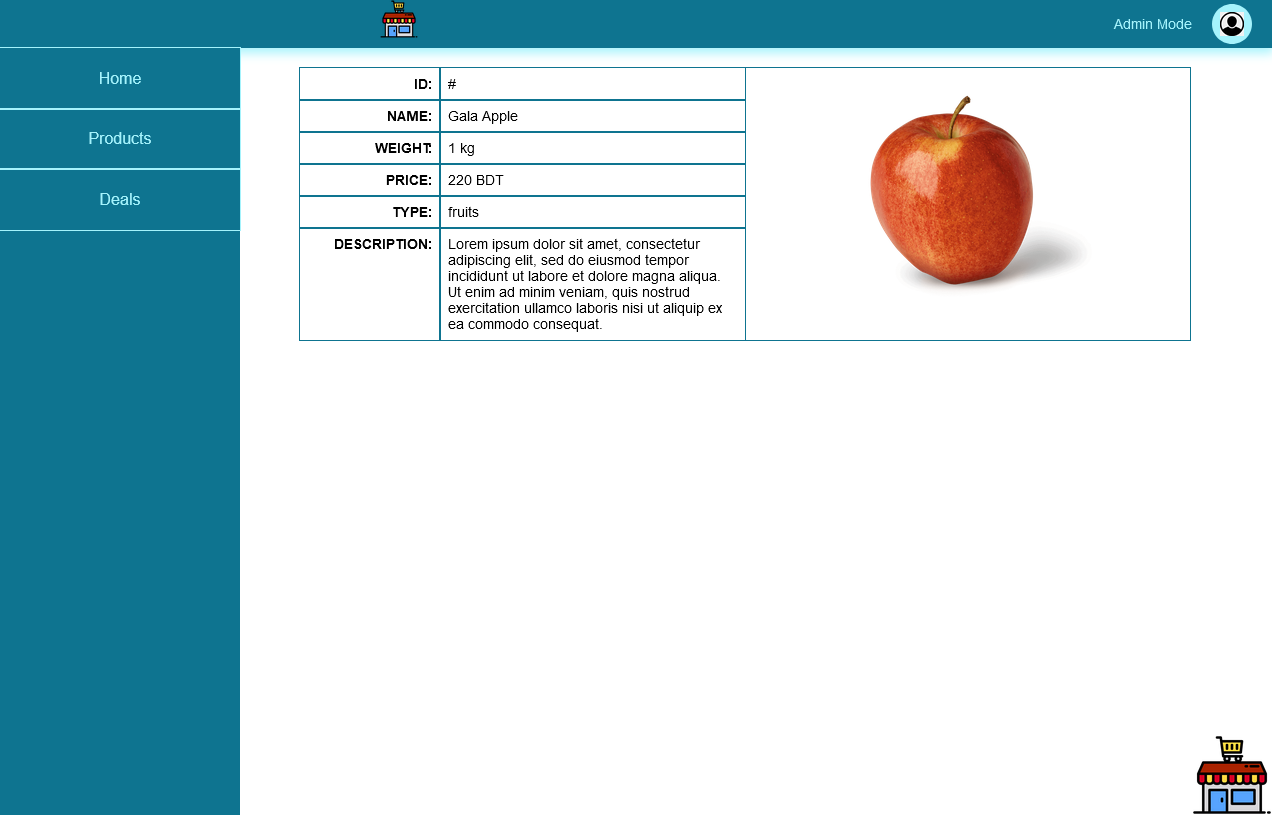 Admin Mode
Home
Products
Deals
ID: #
NAME: Gala Apple
WEIGHT: 1 kg
PRICE: 220 BDT
TYPE: fruits
DESCRIPTION: Lorem ipsum dolor sit amet, consectetur
adipiscing elit, sed do eiusmod tempor
incididunt ut labore et dolore magna aliqua.
Ut enim ad minim veniam, quis nostrud
exercitation ullamco laboris nisi ut aliquip ex
ea commodo consequat.